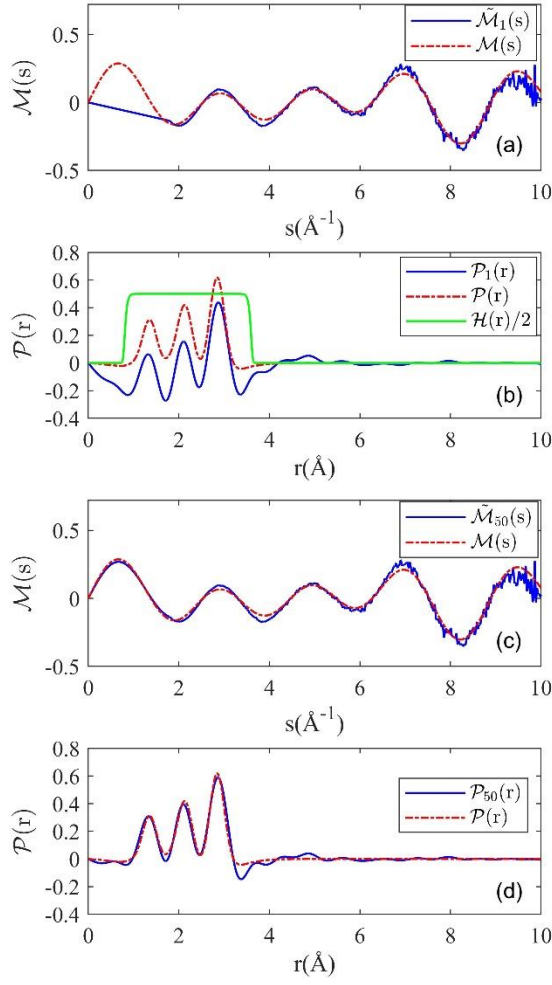 0.5
0
-0.5
ℳ(s)
ℳ̃₁(s)
ℳ(s)
(a)
0 2 4 6 8 10
s(Å⁻¹)
0.8
0.6
0.4
0.2
0
-0.2
-0.4
𝒫(r)
𝒫₁(r)
𝒫(r)
ℋ(r)/2
(b)
0 2 4 6 8 10
r(Å)
0.5
0
-0.5
ℳ(s)
ℳ̃₅₀(s)
ℳ(s)
(c)
0 2 4 6 8 10
s(Å⁻¹)
0.8
0.6
0.4
0.2
0
-0.2
-0.4
𝒫(r)
𝒫₅₀(r)
𝒫(r)
(d)
0 2 4 6 8 10
r(Å)